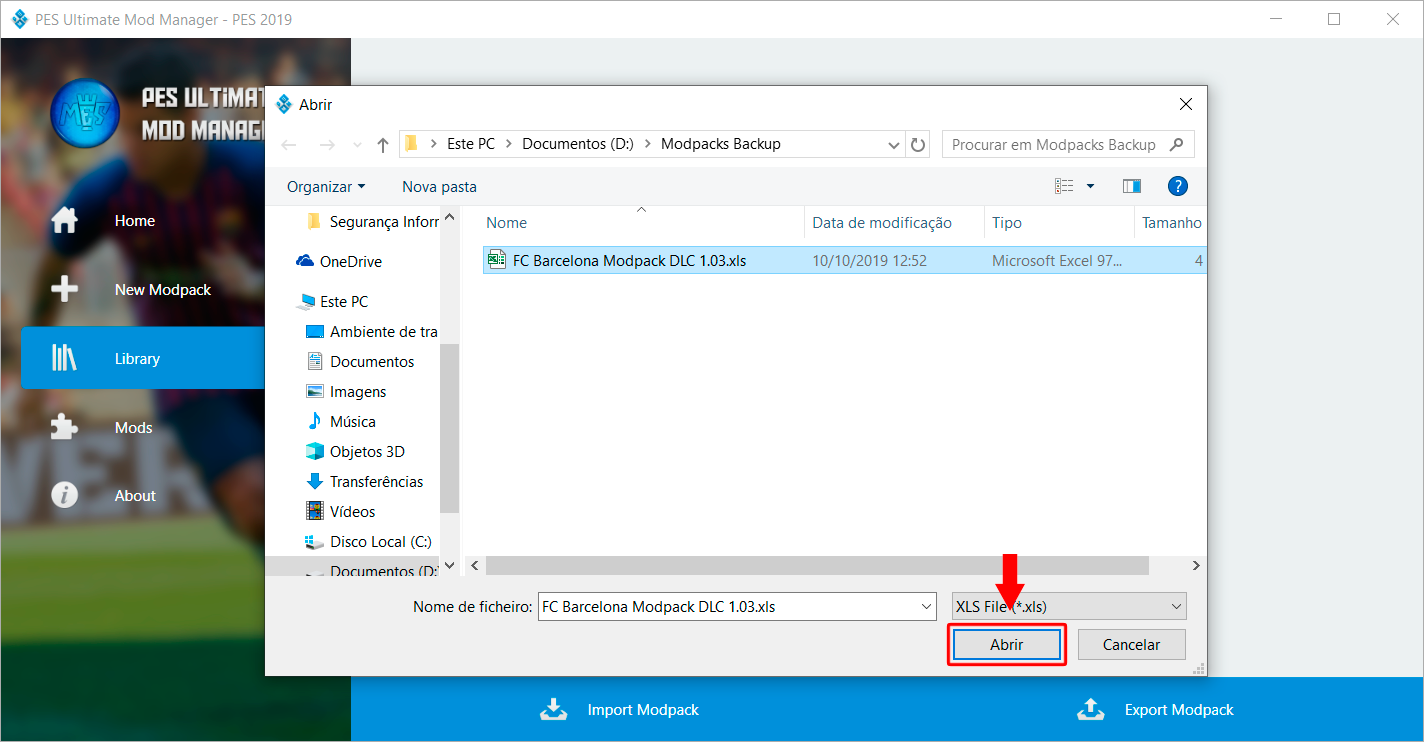 PES Ultimate Mod Manager - PES 2019
PES ULTiMAT
MOD MANAG
MES
Home
New Modpack
Library
Mods
About
Abrir
Este PC > Documentos (D:) > Modpacks Backup
Procurar em Modpacks Backup
Organizar
Nova pasta
?
Segurança Inforr
OneDrive
Este PC
Ambiente de tra
Documentos
Imagens
Música
Objetos 3D
Transferências
Vídeos
Disco Local (C:)
Documentos (D:
Nome
Data de modificação
Tipo
Tamanho
FC Barcelona Modpack DLC 1.03.xls
10/10/2019 12:52
Microsoft Excel 97...
4
Nome de ficheiro:
FC Barcelona Modpack DLC 1.03.xls
XLS File (*.xls)
Abrir
Cancelar
Import Modpack
Export Modpack